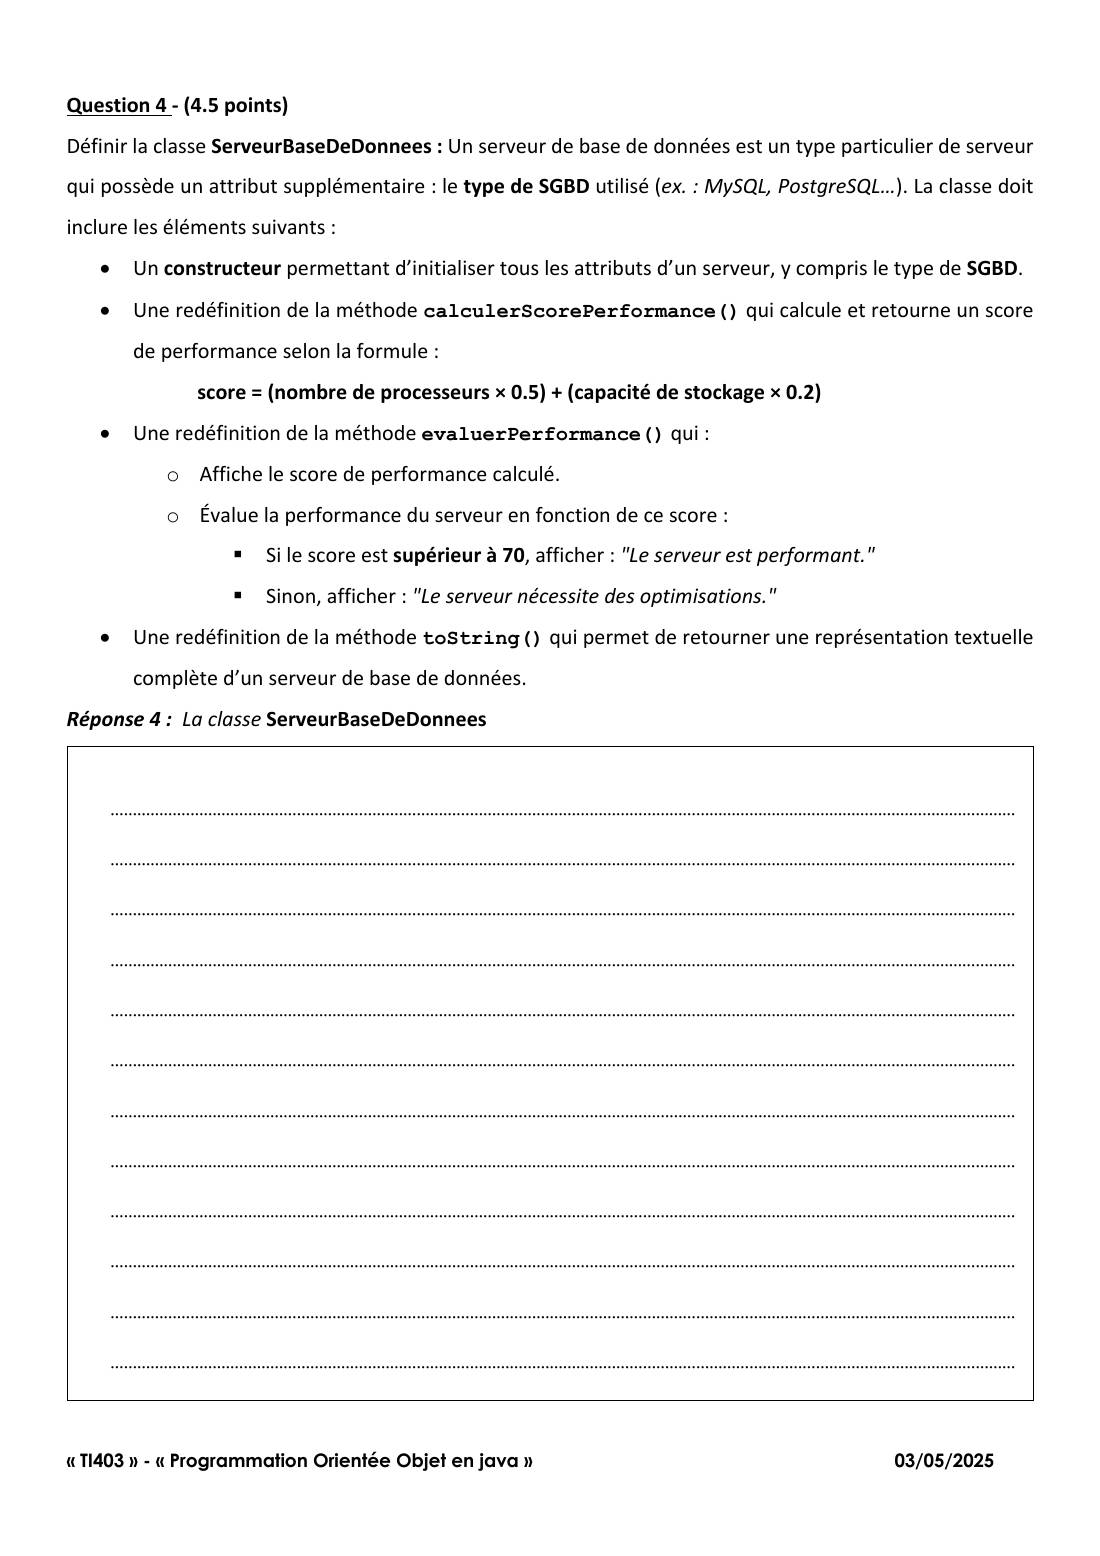 Question 4 - (4.5 points)
Définir la classe ServeurBaseDeDonnees : Un serveur de base de données est un type particulier de serveur
qui possède un attribut supplémentaire : le type de SGBD utilisé (ex. : MySQL, PostgreSQL…). La classe doit
inclure les éléments suivants :
• Un constructeur permettant d’initialiser tous les attributs d’un serveur, y compris le type de SGBD.
• Une redéfinition de la méthode calculerScorePerformance() qui calcule et retourne un score
de performance selon la formule :
score = (nombre de processeurs × 0.5) + (capacité de stockage × 0.2)
• Une redéfinition de la méthode evaluerPerformance() qui :
o Affiche le score de performance calculé.
o Évalue la performance du serveur en fonction de ce score :
▪ Si le score est supérieur à 70, afficher : "Le serveur est performant."
▪ Sinon, afficher : "Le serveur nécessite des optimisations."
• Une redéfinition de la méthode toString() qui permet de retourner une représentation textuelle
complète d’un serveur de base de données.
Réponse 4 : La classe ServeurBaseDeDonnees
« TI403 » - « Programmation Orientée Objet en java » 03/05/2025